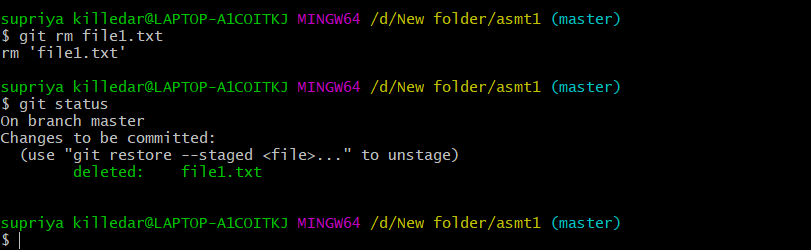 supriya killedar@LAPTOP-A1COITKJ MINGW64 /d/New folder/asmt1 (master)
$ git rm file1.txt
rm 'file1.txt'
supriya killedar@LAPTOP-A1COITKJ MINGW64 /d/New folder/asmt1 (master)
$ git status
On branch master
Changes to be committed:
  (use "git restore --staged <file>..." to unstage)
        deleted:    file1.txt
supriya killedar@LAPTOP-A1COITKJ MINGW64 /d/New folder/asmt1 (master)
$